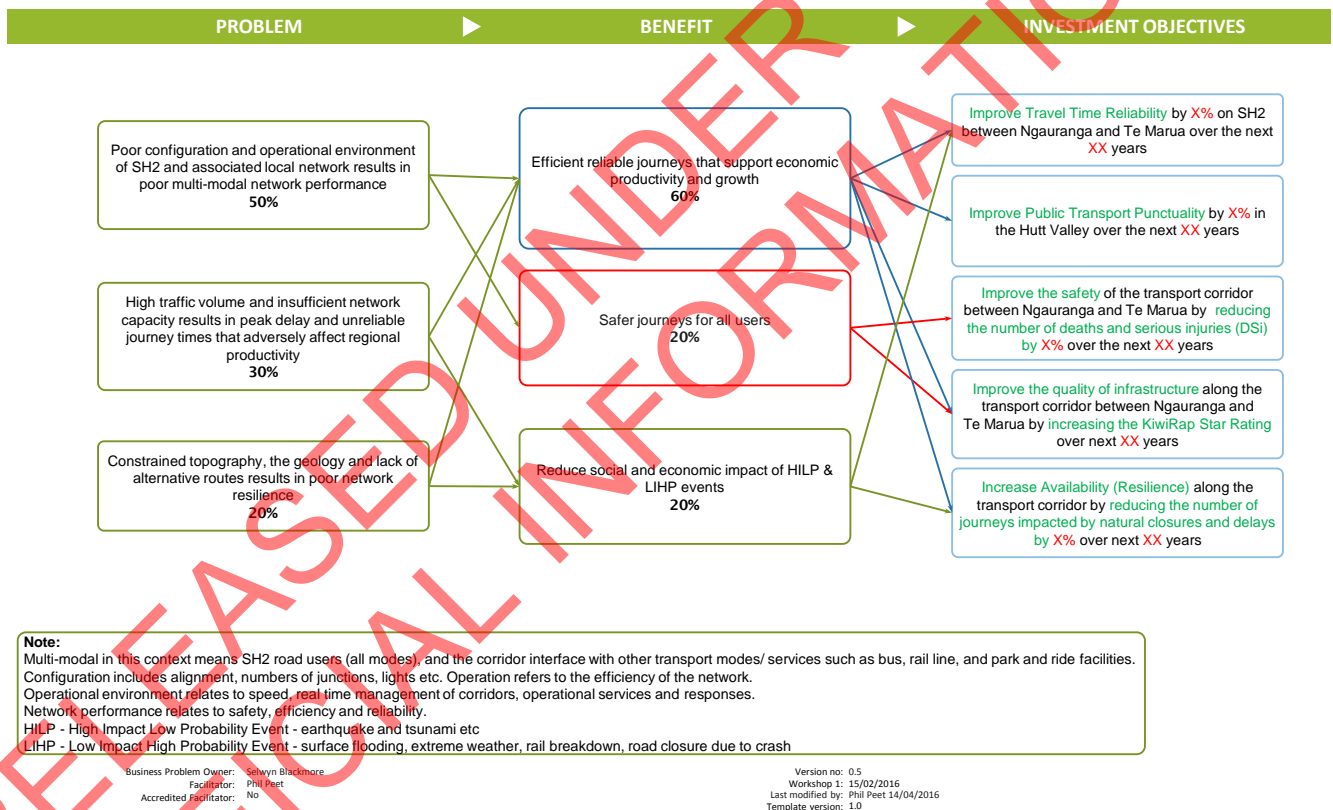 PROBLEM
BENEFIT
INVESTMENT OBJECTIVES
Poor configuration and operational environment
of SH2 and associated local network results in
poor multi-modal network performance
50%
High traffic volume and insufficient network
capacity results in peak delay and unreliable
journey times that adversely affect regional
productivity
30%
Constrained topography, the geology and lack of
alternative routes results in poor network
resilience
20%
Efficient reliable journeys that support economic
productivity and growth
60%
Safer journeys for all users
20%
Reduce social and economic impact of HILP &
LIHP events
20%
Improve Travel Time Reliability by X% on SH2
between Ngauranga and Te Marua over the next
XX years
Improve Public Transport Punctuality by X% in
the Hutt Valley over the next XX years
Improve the safety of the transport corridor
between Ngauranga and Te Marua by reducing
the number of deaths and serious injuries (DSi)
by X% over the next XX years
Improve the quality of infrastructure along the
transport corridor between Ngauranga and
Te Marua by increasing the KiwiRap Star Rating
over next XX years
Increase Availability (Resilience) along the
transport corridor by reducing the number of
journeys impacted by natural closures and delays
by X% over next XX years
Note:
Multi-modal in this context means SH2 road users (all modes), and the corridor interface with other transport modes/ services such as bus, rail line, and park and ride facilities.
Configuration includes alignment, numbers of junctions, lights etc. Operation refers to the efficiency of the network.
Operational environment relates to speed, real time management of corridors, operational services and responses.
Network performance relates to safety, efficiency and reliability.
HILP - High Impact Low Probability Event - earthquake and tsunami etc
LIHP - Low Impact High Probability Event - surface flooding, extreme weather, rail breakdown, road closure due to crash
Business Problem Owner: Selwyn Blackmore
Facilitator: Phil Peet
Accredited Facilitator: No
Version no: 0.5
Workshop 1: 15/02/2016
Last modified by: Phil Peet 14/04/2016
Template version: 1.0
RELEASED UNDER
INFORMATIO